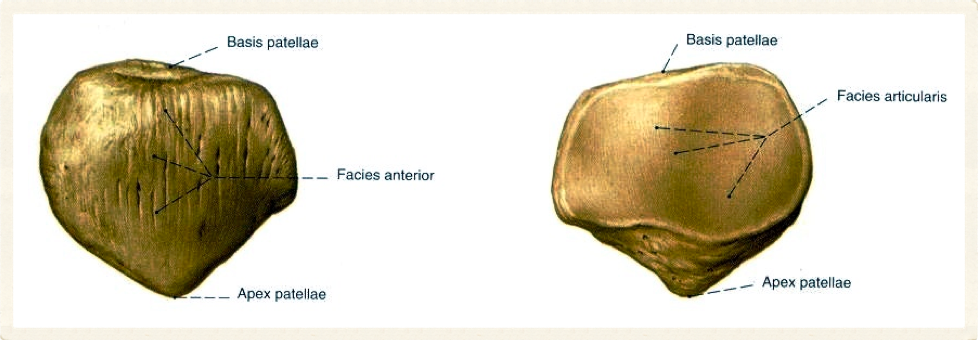 Basis patellae
Facies anterior
Apex patellae
Basis patellae
Facies articularis
Apex patellae